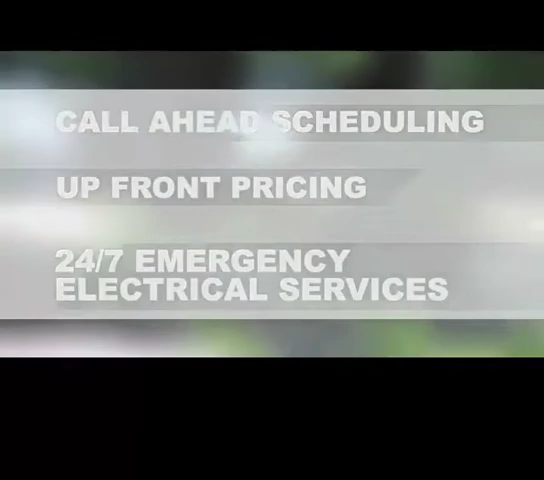 CALL AHEAD SCHEDULING
UP FRONT PRICING
24/7 EMERGENCY
ELECTRICAL SERVICES